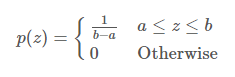 p(z) = { 1/(b−a)   a ≤ z ≤ b
0   Otherwise